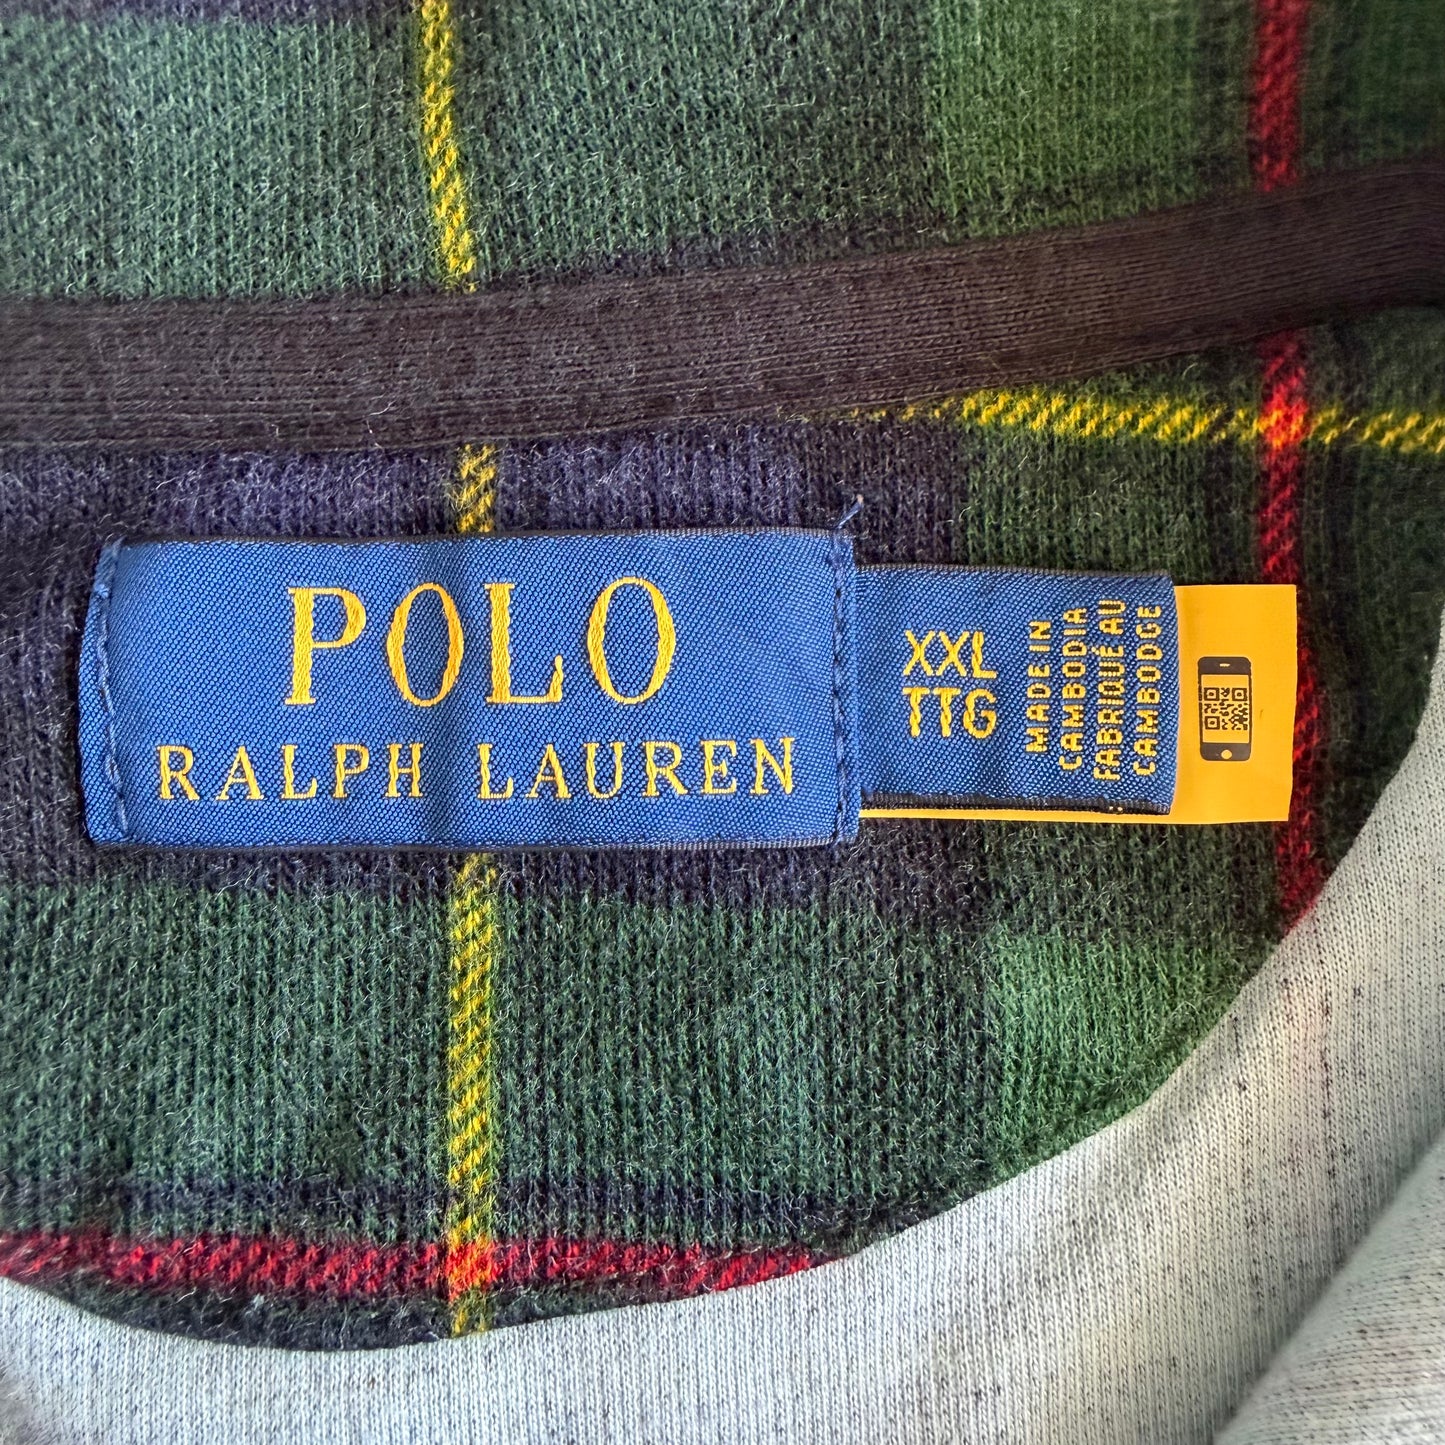 POLO
RALPH LAUREN
XXL
TTG
MADE IN
CAMBODIA
FABRIQUÉ AU
CAMBODGE